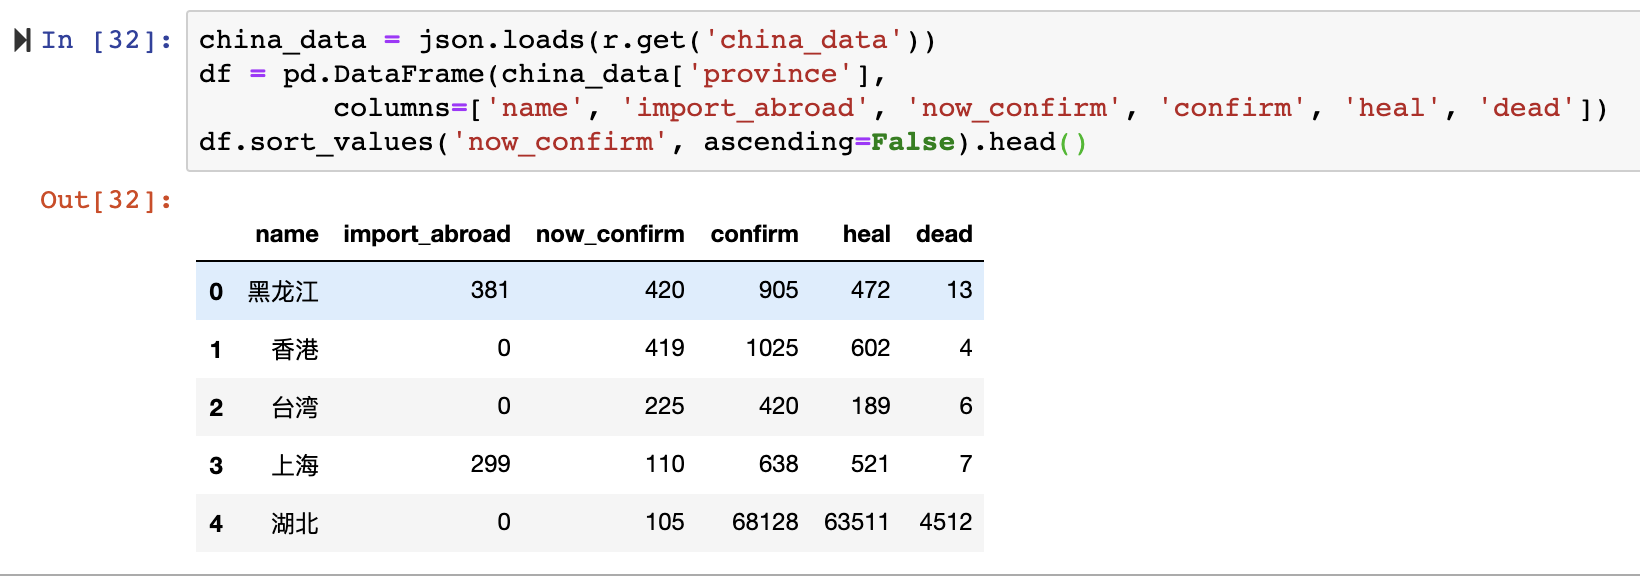 In [32]: china_data = json.loads(r.get('china_data'))
df = pd.DataFrame(china_data['province'],
columns=['name', 'import_abroad', 'now_confirm', 'confirm', 'heal', 'dead'])
df.sort_values('now_confirm', ascending=False).head()
Out[32]:
name import_abroad now_confirm confirm heal dead
0 黑龙江 381 420 905 472 13
1 香港 0 419 1025 602 4
2 台湾 0 225 420 189 6
3 上海 299 110 638 521 7
4 湖北 0 105 68128 63511 4512